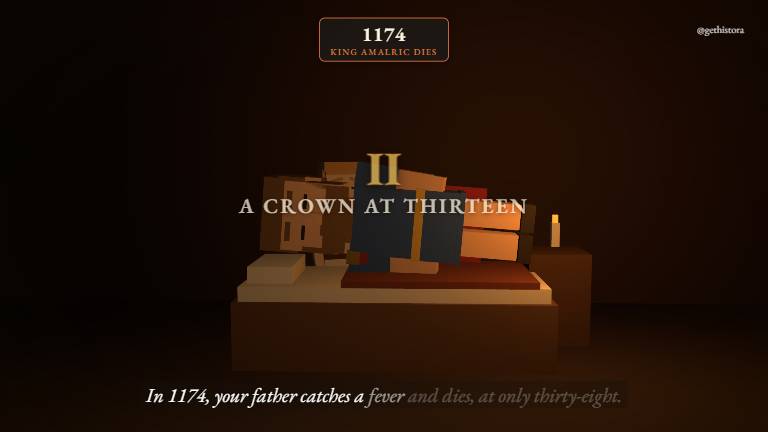 1174
KING AMALRIC DIES
@gethistora
II
A CROWN AT THIRTEEN
In 1174, your father catches a fever and dies, at only thirty-eight.